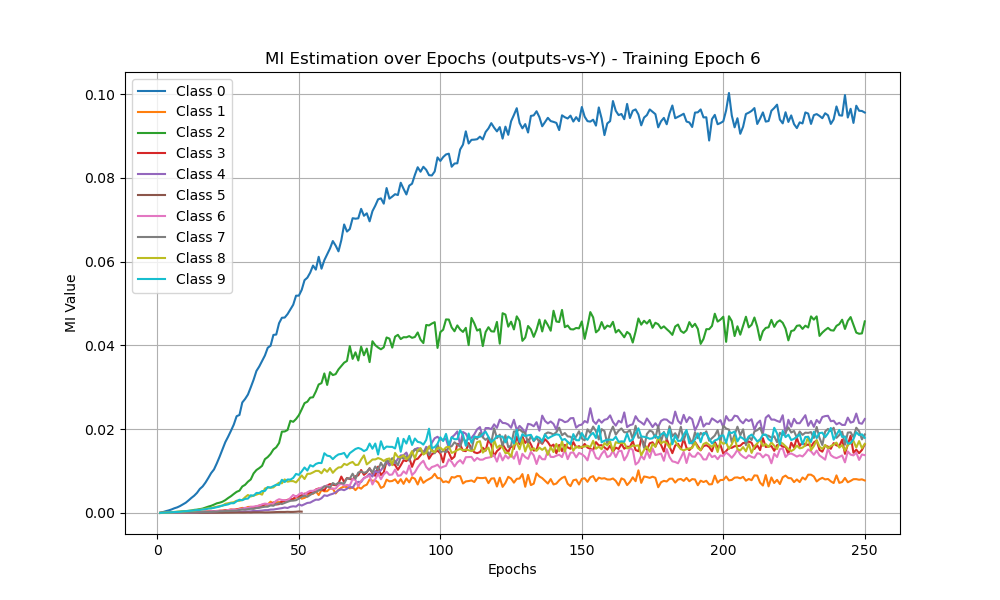 MI Estimation over Epochs (outputs-vs-Y) - Training Epoch 6
MI Value
0.10
0.08
0.06
0.04
0.02
0.00
Class 0
Class 1
Class 2
Class 3
Class 4
Class 5
Class 6
Class 7
Class 8
Class 9
0 50 100 150 200 250
Epochs